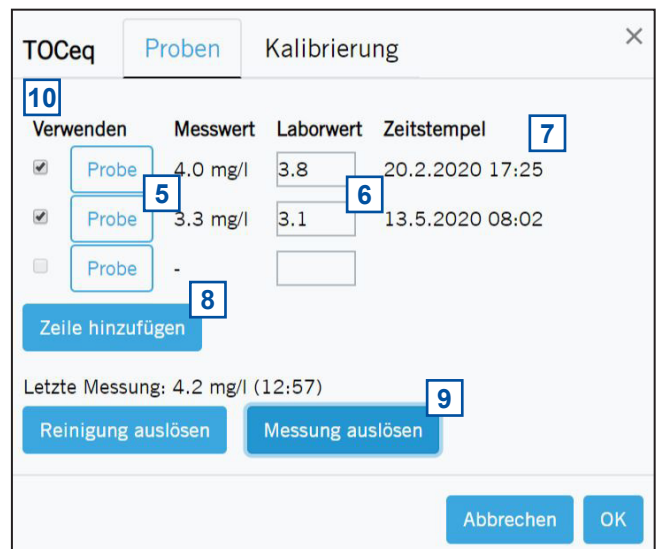 TOCeq Proben Kalibrierung ×
10
Verwenden Messwert Laborwert Zeitstempel 7
Probe 4.0 mg/l 3.8 20.2.2020 17:25
5 6
Probe 3.3 mg/l 3.1 13.5.2020 08:02
Probe -
8
Zeile hinzufügen
Letzte Messung: 4.2 mg/l (12:57)
9
Reinigung auslösen Messung auslösen
Abbrechen OK